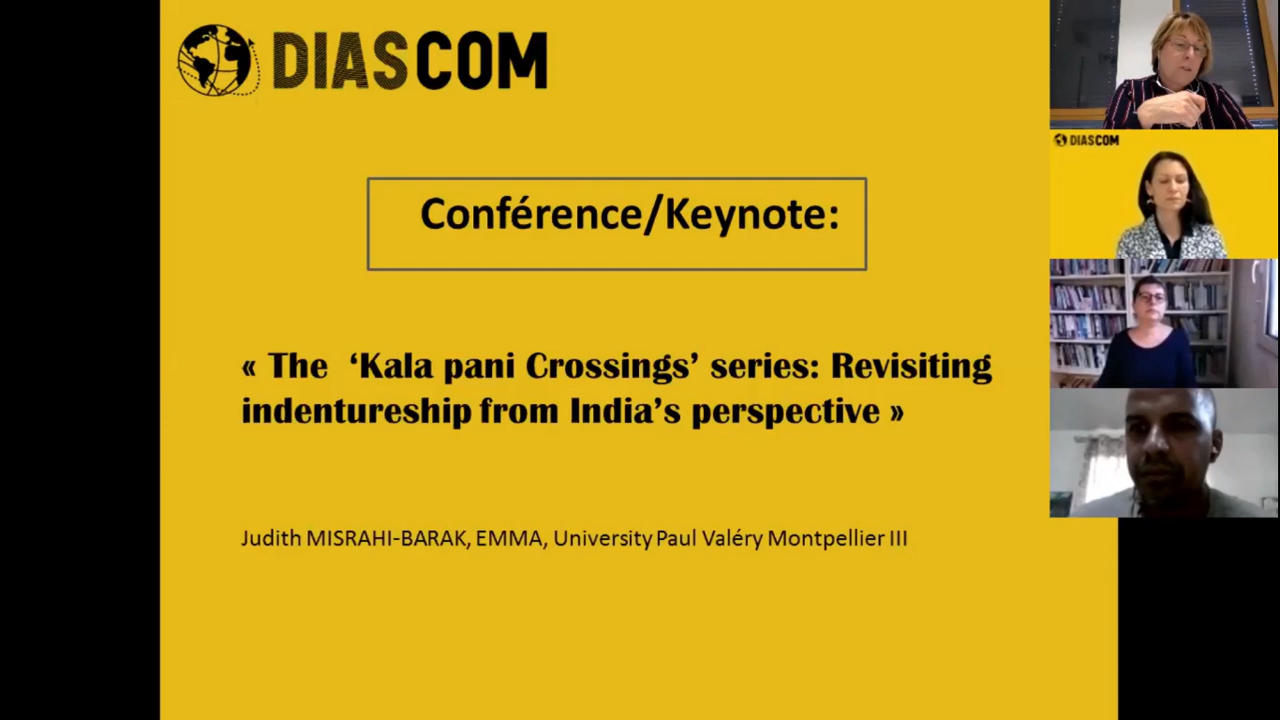 DIASCOM
Conférence/Keynote:
« The ‘Kala pani Crossings’ series: Revisiting
indentureship from India’s perspective »
Judith MISRAHI-BARAK, EMMA, University Paul Valéry Montpellier III
DIASCOM